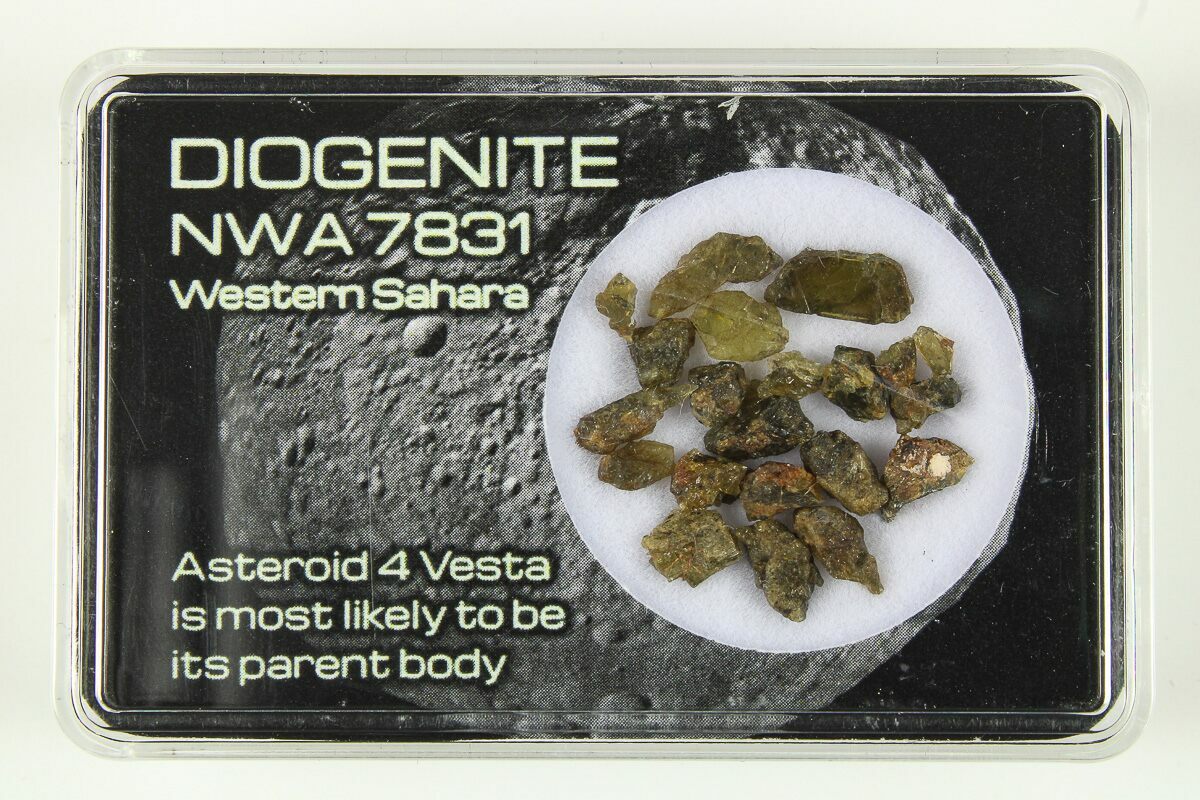 DIOGENITE
NWA 7831
Western Sahara
Asteroid 4 Vesta
is most likely to be
its parent body